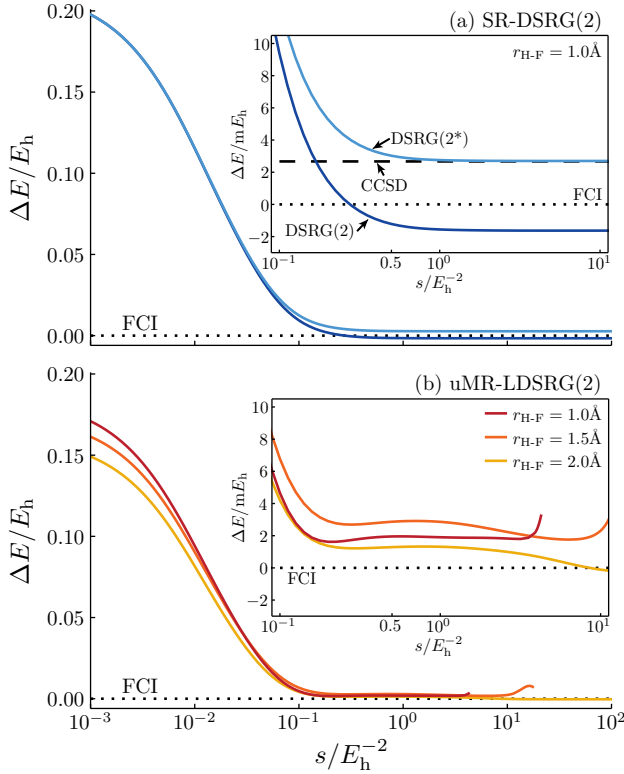 (a) SR-DSRG(2)
r_H-F = 1.0Å
0.20
0.15
0.10
0.05
0.00
ΔE/E_h
10
8
6
4
2
0
−2
ΔE/mE_h
DSRG(2*)
CCSD
FCI
DSRG(2)
10^−1
0.5
10^0
10^1
s/E_h^−2
FCI
(b) uMR-LDSRG(2)
r_H-F = 1.0Å
r_H-F = 1.5Å
r_H-F = 2.0Å
0.20
0.15
0.10
0.05
0.00
ΔE/E_h
10
8
6
4
2
0
−2
ΔE/mE_h
FCI
10^−1
0.5
10^0
10^1
s/E_h^−2
FCI
10^−3
10^−2
10^−1
10^0
10^1
10^2
s/E_h^−2